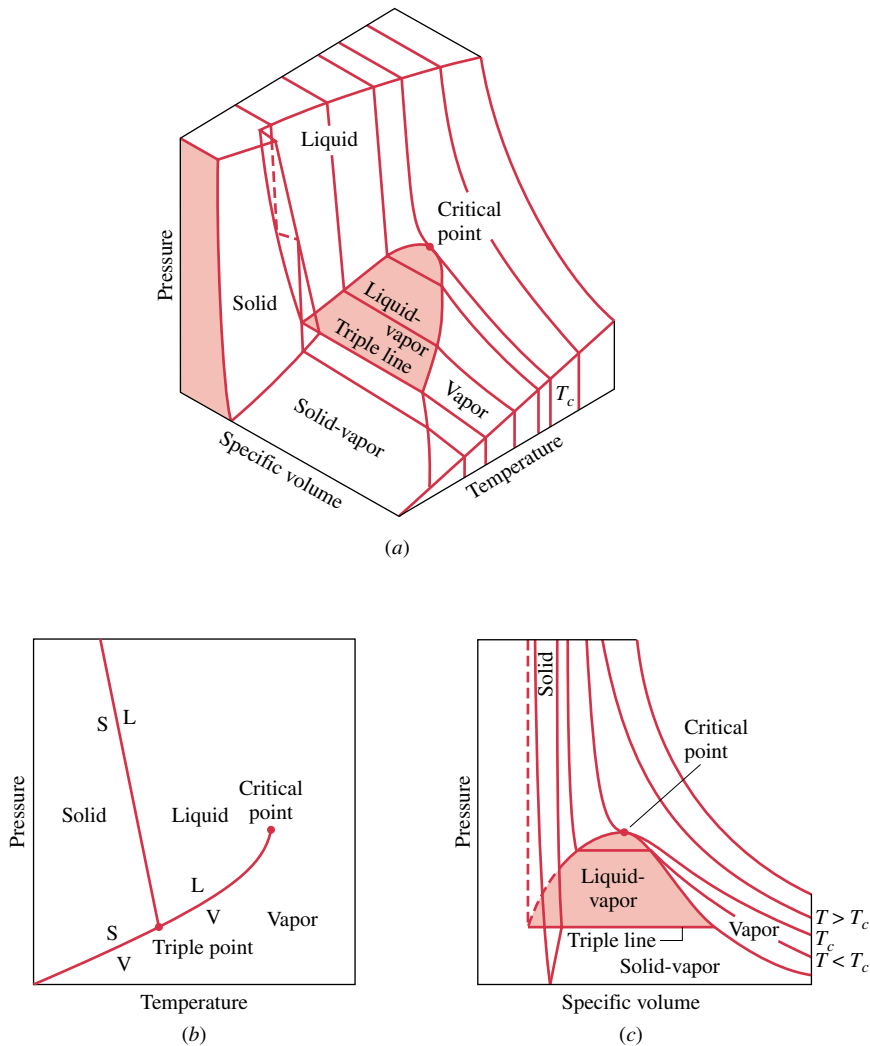 Liquid
Critical
point
Pressure
Solid
Liquid-
vapor
Triple line
Vapor
T_c
Solid-vapor
Specific volume
Temperature
(a)
S
L
Critical
point
Pressure
Solid
Liquid
L
S
V
Vapor
V
Triple point
Temperature
(b)
Solid
Critical
point
Pressure
Liquid-
vapor
T > T_c
Triple line
Vapor
T_c
Solid-vapor
T < T_c
Specific volume
(c)